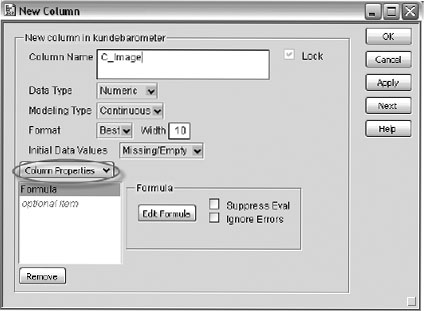 New Column
New column in kundebarometer
Column Name C_Image
Lock
Data Type Numeric
Modeling Type Continuous
Format Best Width 10
Initial Data Values Missing/Empty
Column Properties
Formula
optional item
Remove
Formula
Edit Formula
Suppress Eval
Ignore Errors
OK
Cancel
Apply
Next
Help